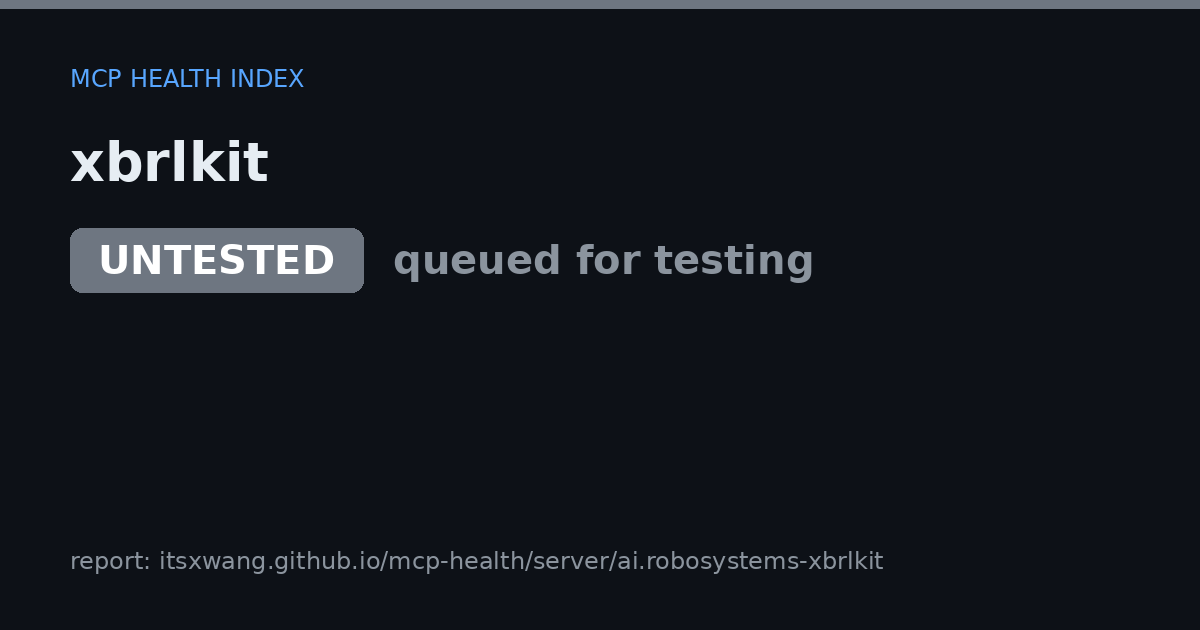 MCP HEALTH INDEX
xbrlkit
UNTESTED queued for testing
report: itsxwang.github.io/mcp-health/server/ai.robosystems-xbrlkit